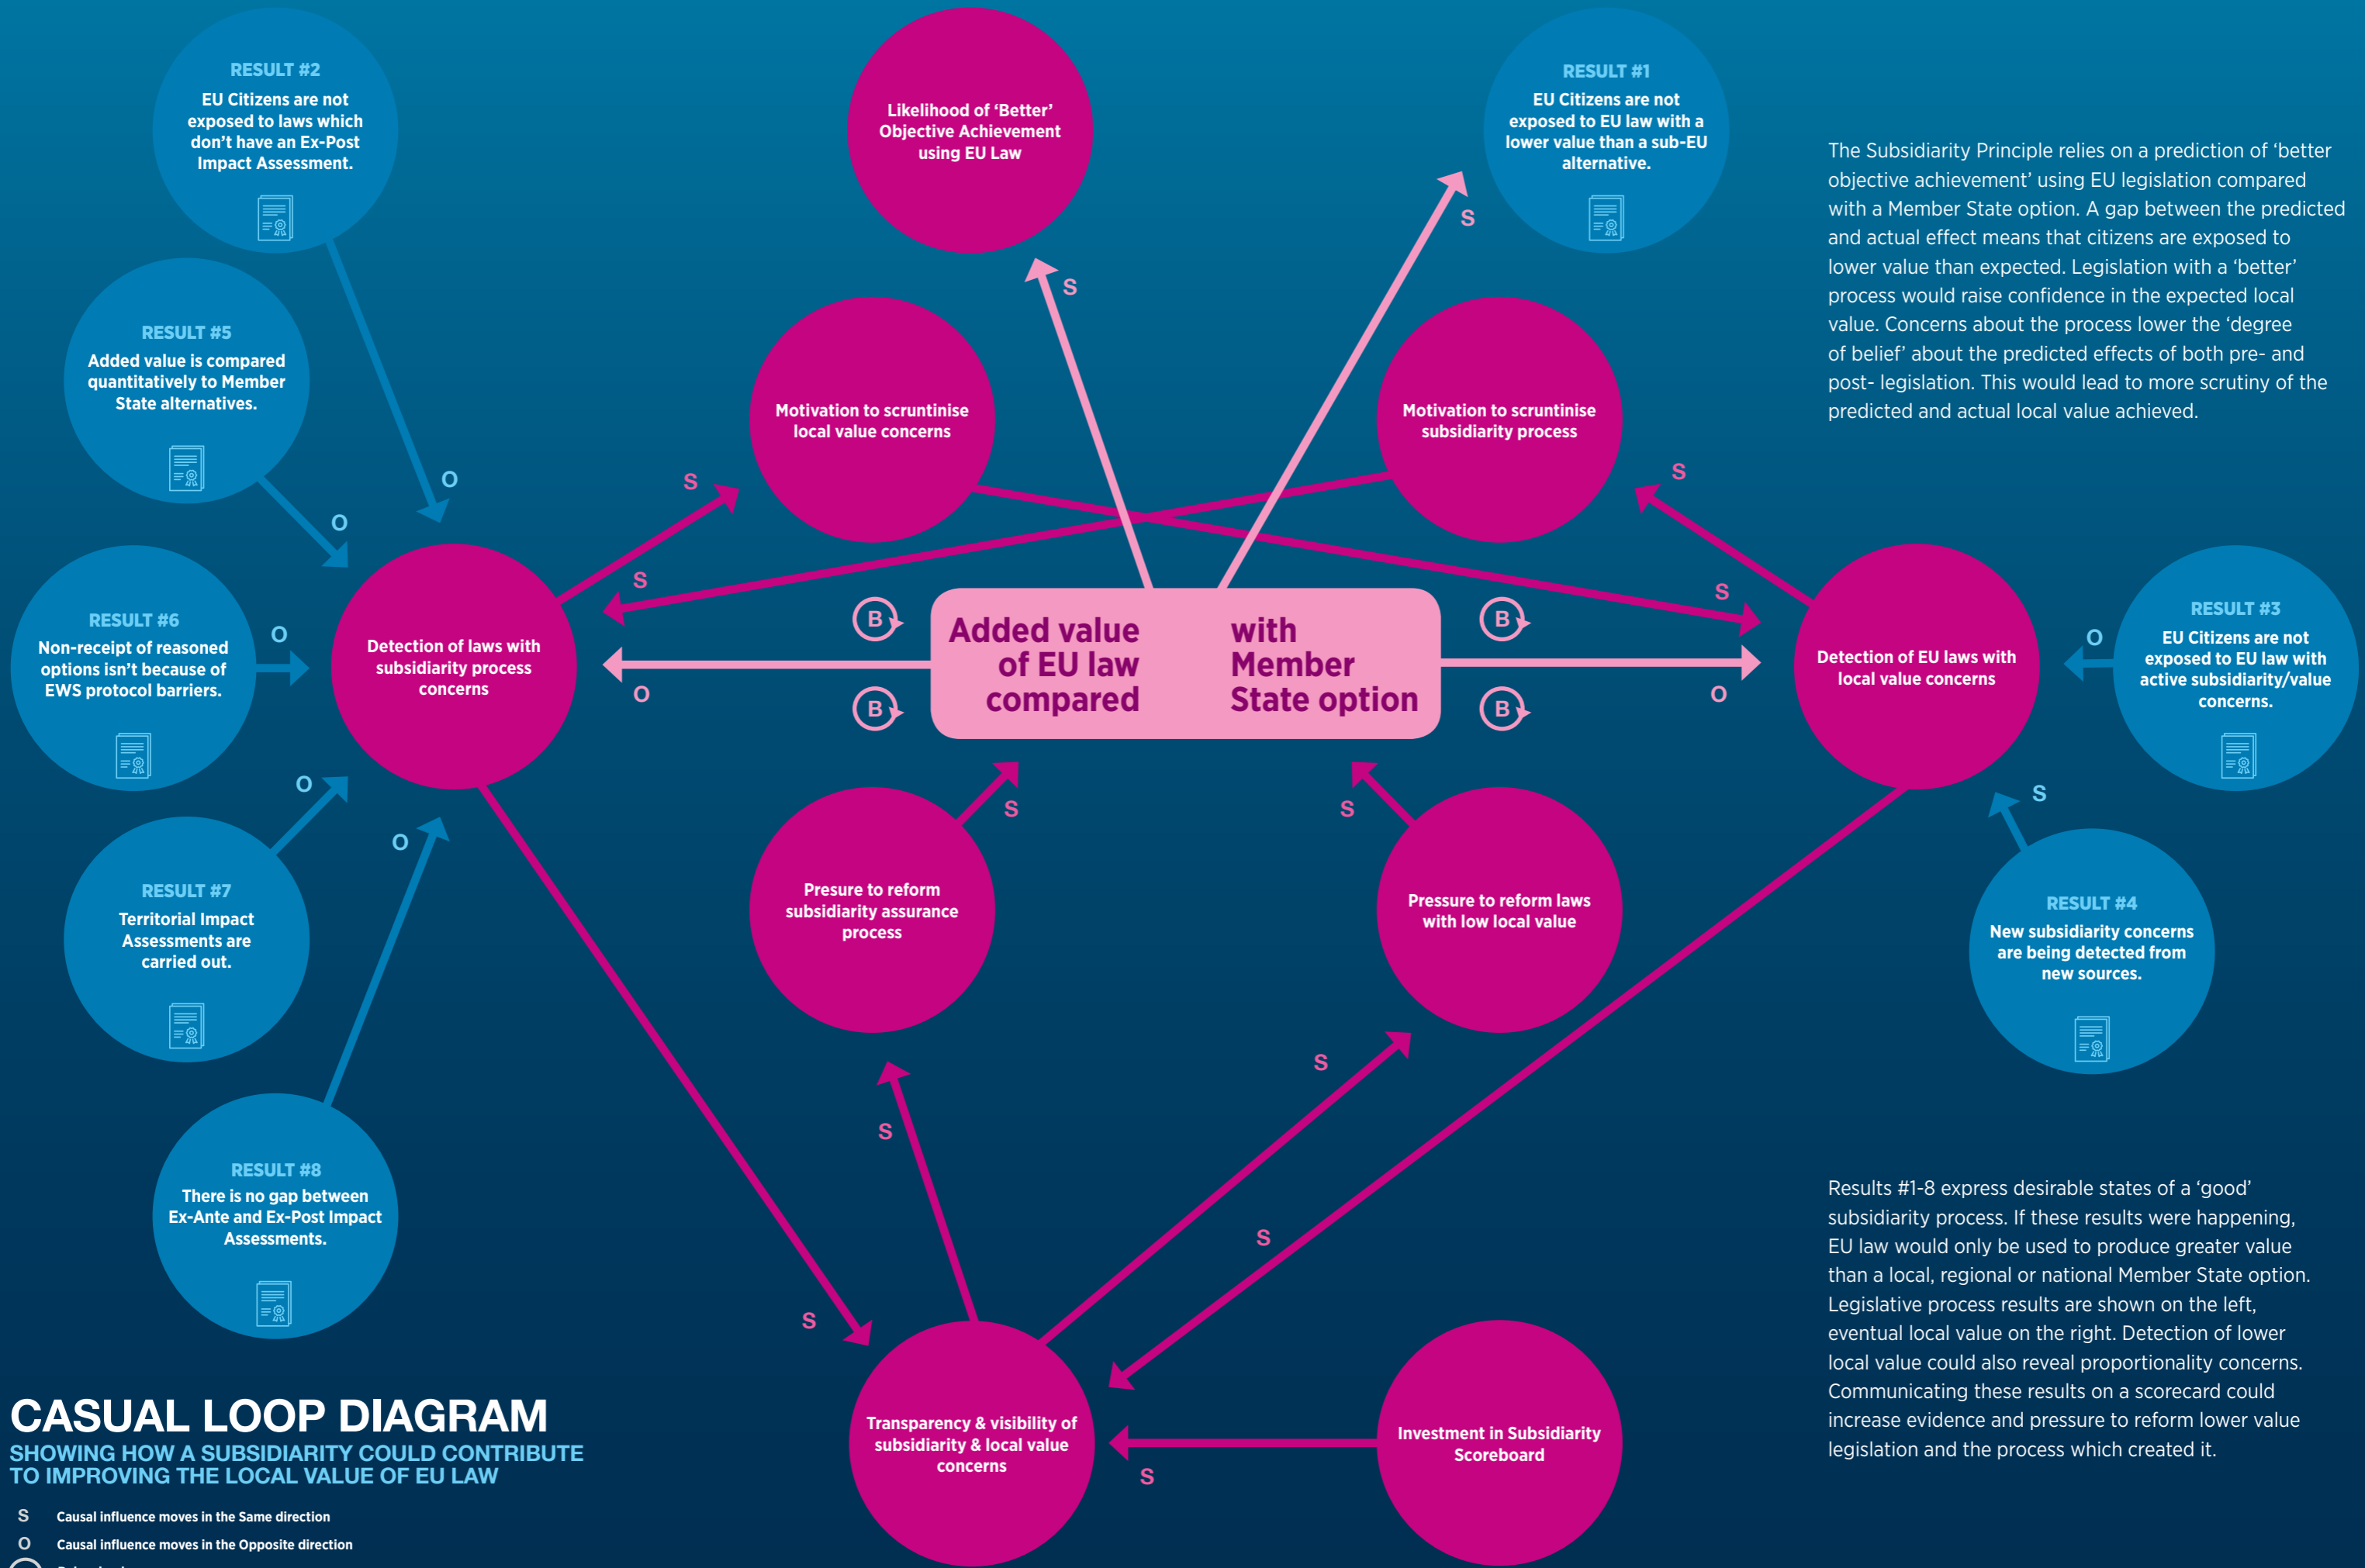 RESULT #2
EU Citizens are not
exposed to laws which
don’t have an Ex-Post
Impact Assessment.
Likelihood of ‘Better’
Objective Achievement
using EU Law
RESULT #1
EU Citizens are not
exposed to EU law with a
lower value than a sub-EU
alternative.
The Subsidiarity Principle relies on a prediction of ‘better
objective achievement’ using EU legislation compared
with a Member State option. A gap between the predicted
and actual effect means that citizens are exposed to
lower value than expected. Legislation with a ‘better’
process would raise confidence in the expected local
value. Concerns about the process lower the ‘degree
of belief’ about the predicted effects of both pre- and
post- legislation. This would lead to more scrutiny of the
predicted and actual local value achieved.
S
S
RESULT #5
Added value is compared
quantitatively to Member
State alternatives.
Motivation to scruntinise
local value concerns
Motivation to scruntinise
subsidiarity process
O
O
S
S
S
S
RESULT #6
Non-receipt of reasoned
options isn’t because of
EWS protocol barriers.
O
Detection of laws with
subsidiarity process
concerns
O
B
B
Added value
of EU law
compared
with
Member
State option
B
B
O
Detection of EU laws with
local value concerns
O
RESULT #3
EU Citizens are not
exposed to EU law with
active subsidiarity/value
concerns.
O
O
S
S
S
RESULT #7
Territorial Impact
Assessments are
carried out.
Presure to reform
subsidiarity assurance
process
Pressure to reform laws
with low local value
RESULT #4
New subsidiarity concerns
are being detected from
new sources.
S
S
S
S
RESULT #8
There is no gap between
Ex-Ante and Ex-Post Impact
Assessments.
Results #1-8 express desirable states of a ‘good’
subsidiarity process. If these results were happening,
EU law would only be used to produce greater value
than a local, regional or national Member State option.
Legislative process results are shown on the left,
eventual local value on the right. Detection of lower
local value could also reveal proportionality concerns.
Communicating these results on a scorecard could
increase evidence and pressure to reform lower value
legislation and the process which created it.
Transparency & visibility of
subsidiarity & local value
concerns
S
Investment in Subsidiarity
Scoreboard
CASUAL LOOP DIAGRAM
SHOWING HOW A SUBSIDIARITY COULD CONTRIBUTE
TO IMPROVING THE LOCAL VALUE OF EU LAW
S Causal influence moves in the Same direction
O Causal influence moves in the Opposite direction